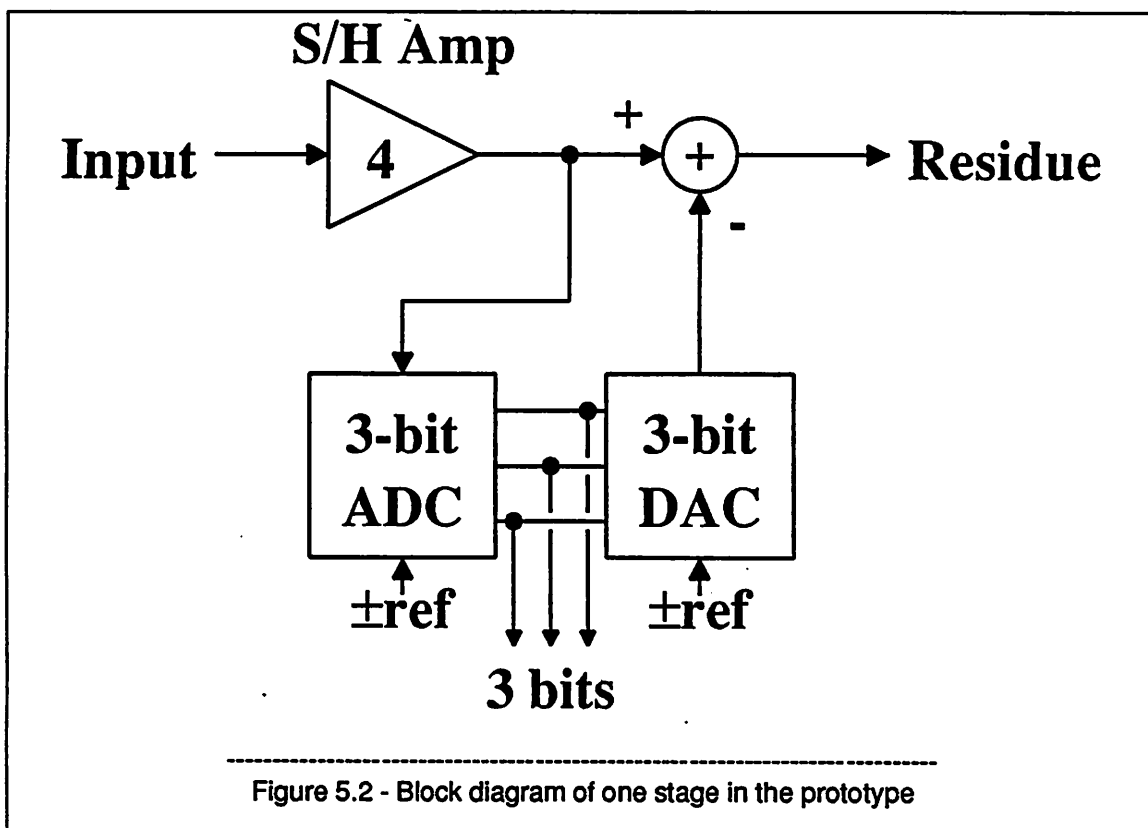 S/H Amp
Input
4
+
+
-
Residue
3-bit
ADC
3-bit
DAC
±ref
±ref
3 bits
Figure 5.2 - Block diagram of one stage in the prototype